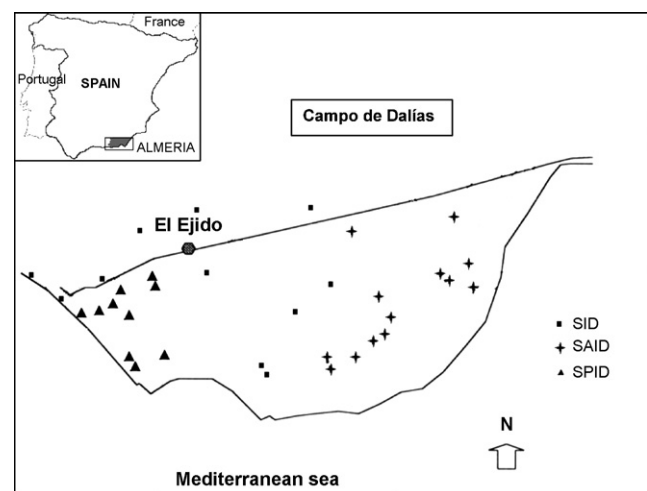 France
Portugal
SPAIN
ALMERIA
Campo de Dalías
El Ejido
SID
SAID
SPID
N
Mediterranean sea